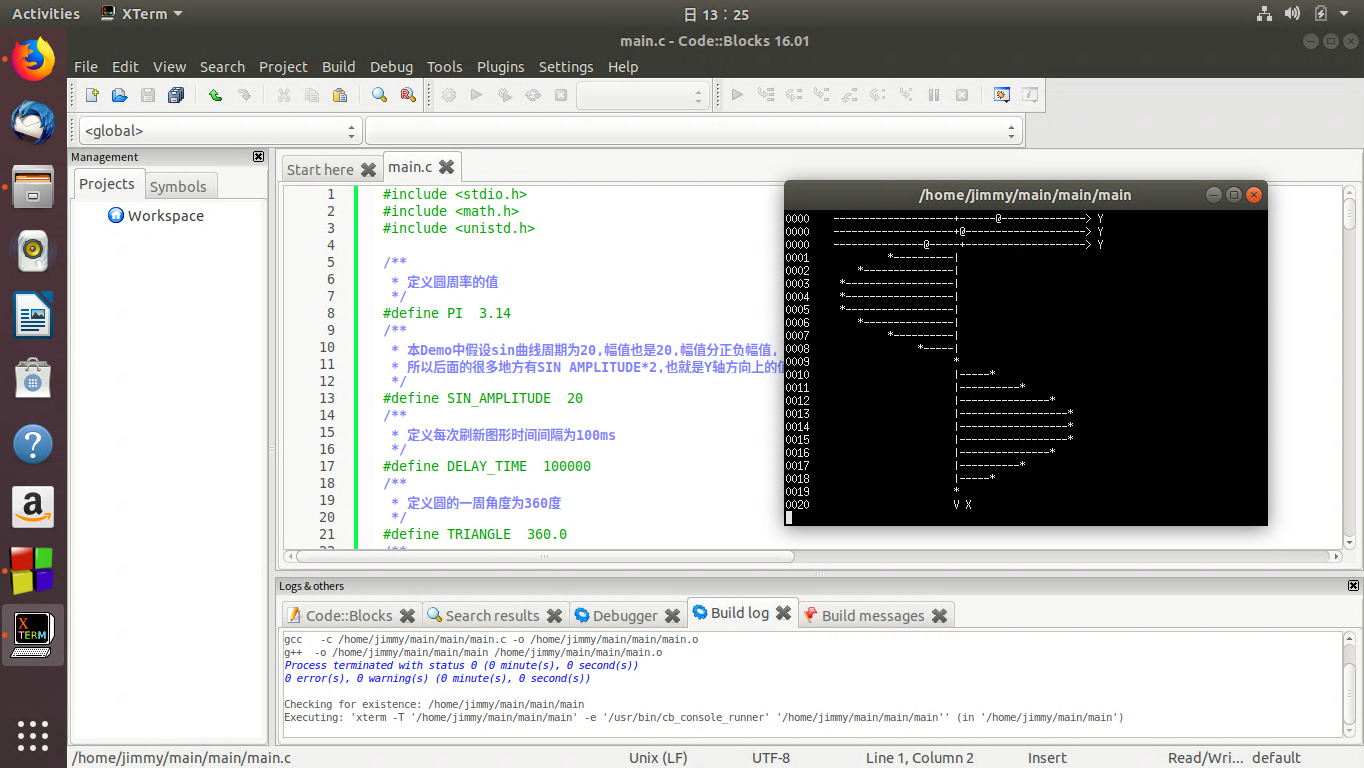 Activities XTerm 日 13：25
main.c - Code::Blocks 16.01
File Edit View Search Project Build Debug Tools Plugins Settings Help
<global>
Management
Projects Symbols
Workspace
Start here main.c
1 #include <stdio.h>
2 #include <math.h>
3 #include <unistd.h>
4
5 /**
6 * 定义圆周率的值
7 */
8 #define PI 3.14
9 /**
10 * 本Demo中假设sin曲线周期为20,幅值也是20,幅值分正负幅值,
11 * 所以后面的很多地方有SIN AMPLITUDE*2,也就是Y轴方向上的
12 */
13 #define SIN_AMPLITUDE 20
14 /**
15 * 定义每次刷新图形时间间隔为100ms
16 */
17 #define DELAY_TIME 100000
18 /**
19 * 定义圆的一周角度为360度
20 */
21 #define TRIANGLE 360.0
22 /**
/home/jimmy/main/main/main
0000 --------------------+------@--------------> Y
0000 --------------------+@--------------------> Y
0000 ---------------@-----+--------------------> Y
0001 *----------|
0002 *---------------|
0003 *------------------|
0004 *------------------|
0005 *------------------|
0006 *---------------|
0007 *----------|
0008 *-----|
0009 *
0010 |-----*
0011 |----------*
0012 |---------------*
0013 |------------------*
0014 |------------------*
0015 |------------------*
0016 |---------------*
0017 |----------*
0018 |-----*
0019 *
0020 V X
Logs & others
Code::Blocks Search results Debugger Build log Build messages
gcc -c /home/jimmy/main/main/main.c -o /home/jimmy/main/main/main.o
g++ -o /home/jimmy/main/main/main /home/jimmy/main/main/main.o
Process terminated with status 0 (0 minute(s), 0 second(s))
0 error(s), 0 warning(s) (0 minute(s), 0 second(s))
Checking for existence: /home/jimmy/main/main/main
Executing: 'xterm -T '/home/jimmy/main/main/main' -e '/usr/bin/cb_console_runner' '/home/jimmy/main/main/main'' (in '/home/jimmy/main/main')
/home/jimmy/main/main/main.c Unix (LF) UTF-8 Line 1, Column 2 Insert Read/Wri... default
X TERM